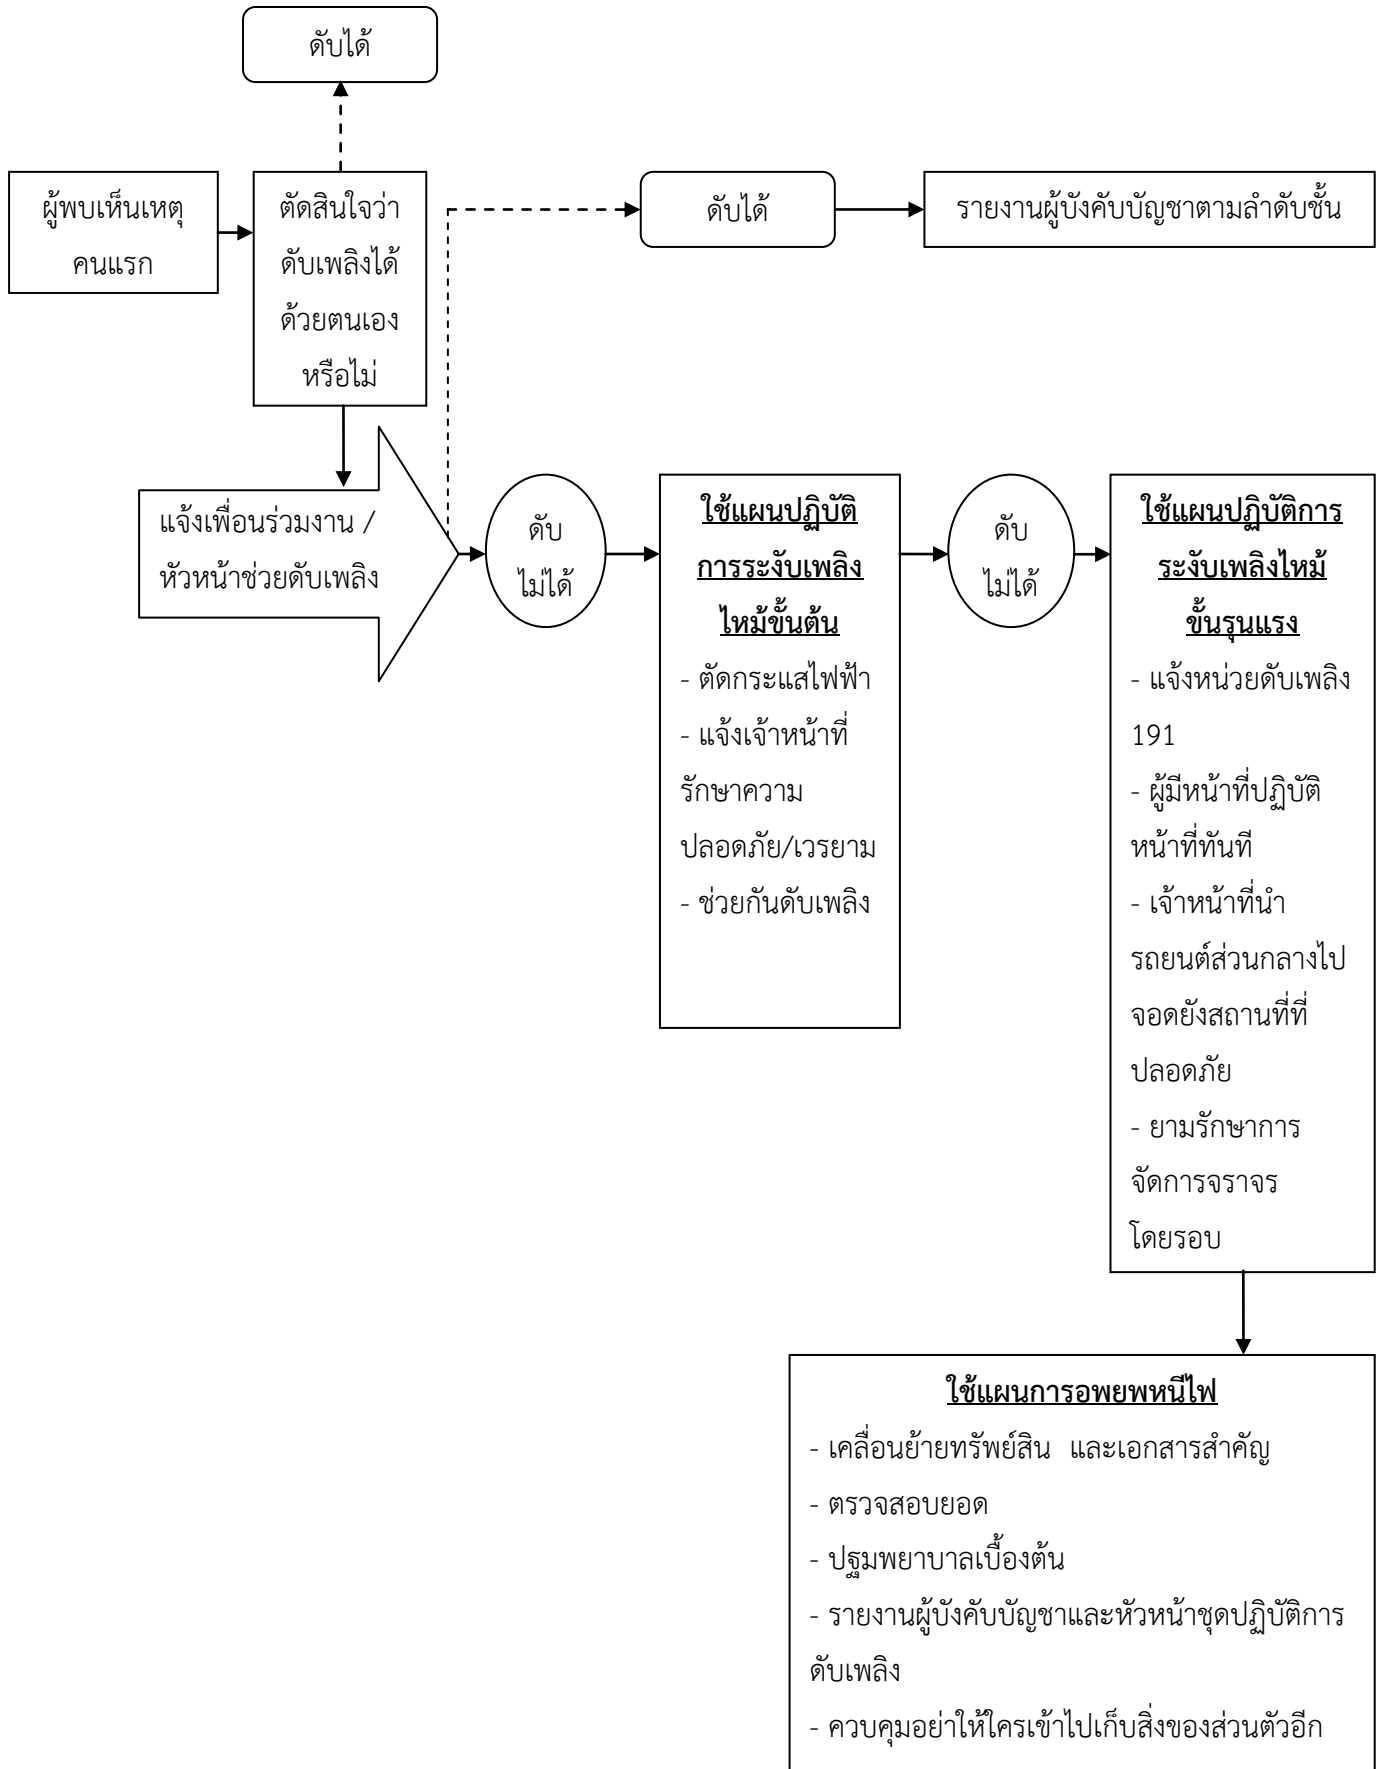 ดับได้
ผู้พบเห็นเหตุ
คนแรก
ตัดสินใจว่า
ดับเพลิงได้
ด้วยตนเอง
หรือไม่
ดับได้
รายงานผู้บังคับบัญชาตามลำดับชั้น
แจ้งเพื่อนร่วมงาน /
หัวหน้าช่วยดับเพลิง
ดับ
ไม่ได้
ใช้แผนปฏิบัติ
การระงับเพลิง
ไหม้ขั้นต้น
- ตัดกระแสไฟฟ้า
- แจ้งเจ้าหน้าที่
รักษาความ
ปลอดภัย/เวรยาม
- ช่วยกันดับเพลิง
ดับ
ไม่ได้
ใช้แผนปฏิบัติการ
ระงับเพลิงไหม้
ขั้นรุนแรง
- แจ้งหน่วยดับเพลิง
191
- ผู้มีหน้าที่ปฏิบัติ
หน้าที่ทันที
- เจ้าหน้าที่นำ
รถยนต์ส่วนกลางไป
จอดยังสถานที่ที่
ปลอดภัย
- ยามรักษาการ
จัดการจราจร
โดยรอบ
ใช้แผนการอพยพหนีไฟ
- เคลื่อนย้ายทรัพย์สิน และเอกสารสำคัญ
- ตรวจสอบยอด
- ปฐมพยาบาลเบื้องต้น
- รายงานผู้บังคับบัญชาและหัวหน้าชุดปฏิบัติการ
ดับเพลิง
- ควบคุมอย่าให้ใครเข้าไปเก็บสิ่งของส่วนตัวอีก